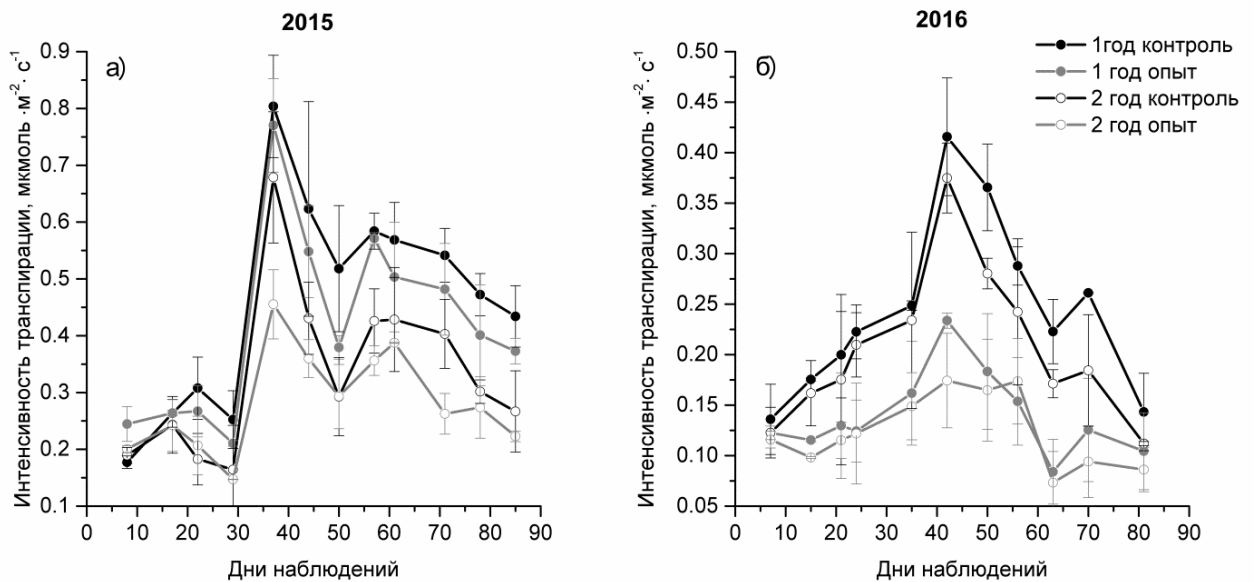 2015
2016
а)
Интенсивность транспирации, мкмоль ·м⁻²· с⁻¹
0.9
0.8
0.7
0.6
0.5
0.4
0.3
0.2
0.1
0 10 20 30 40 50 60 70 80 90
Дни наблюдений
б)
Интенсивность транспирации, мкмоль ·м⁻²· с⁻¹
0.50
0.45
0.40
0.35
0.30
0.25
0.20
0.15
0.10
0.05
0 10 20 30 40 50 60 70 80 90
Дни наблюдений
1год контроль
1 год опыт
2 год контроль
2 год опыт